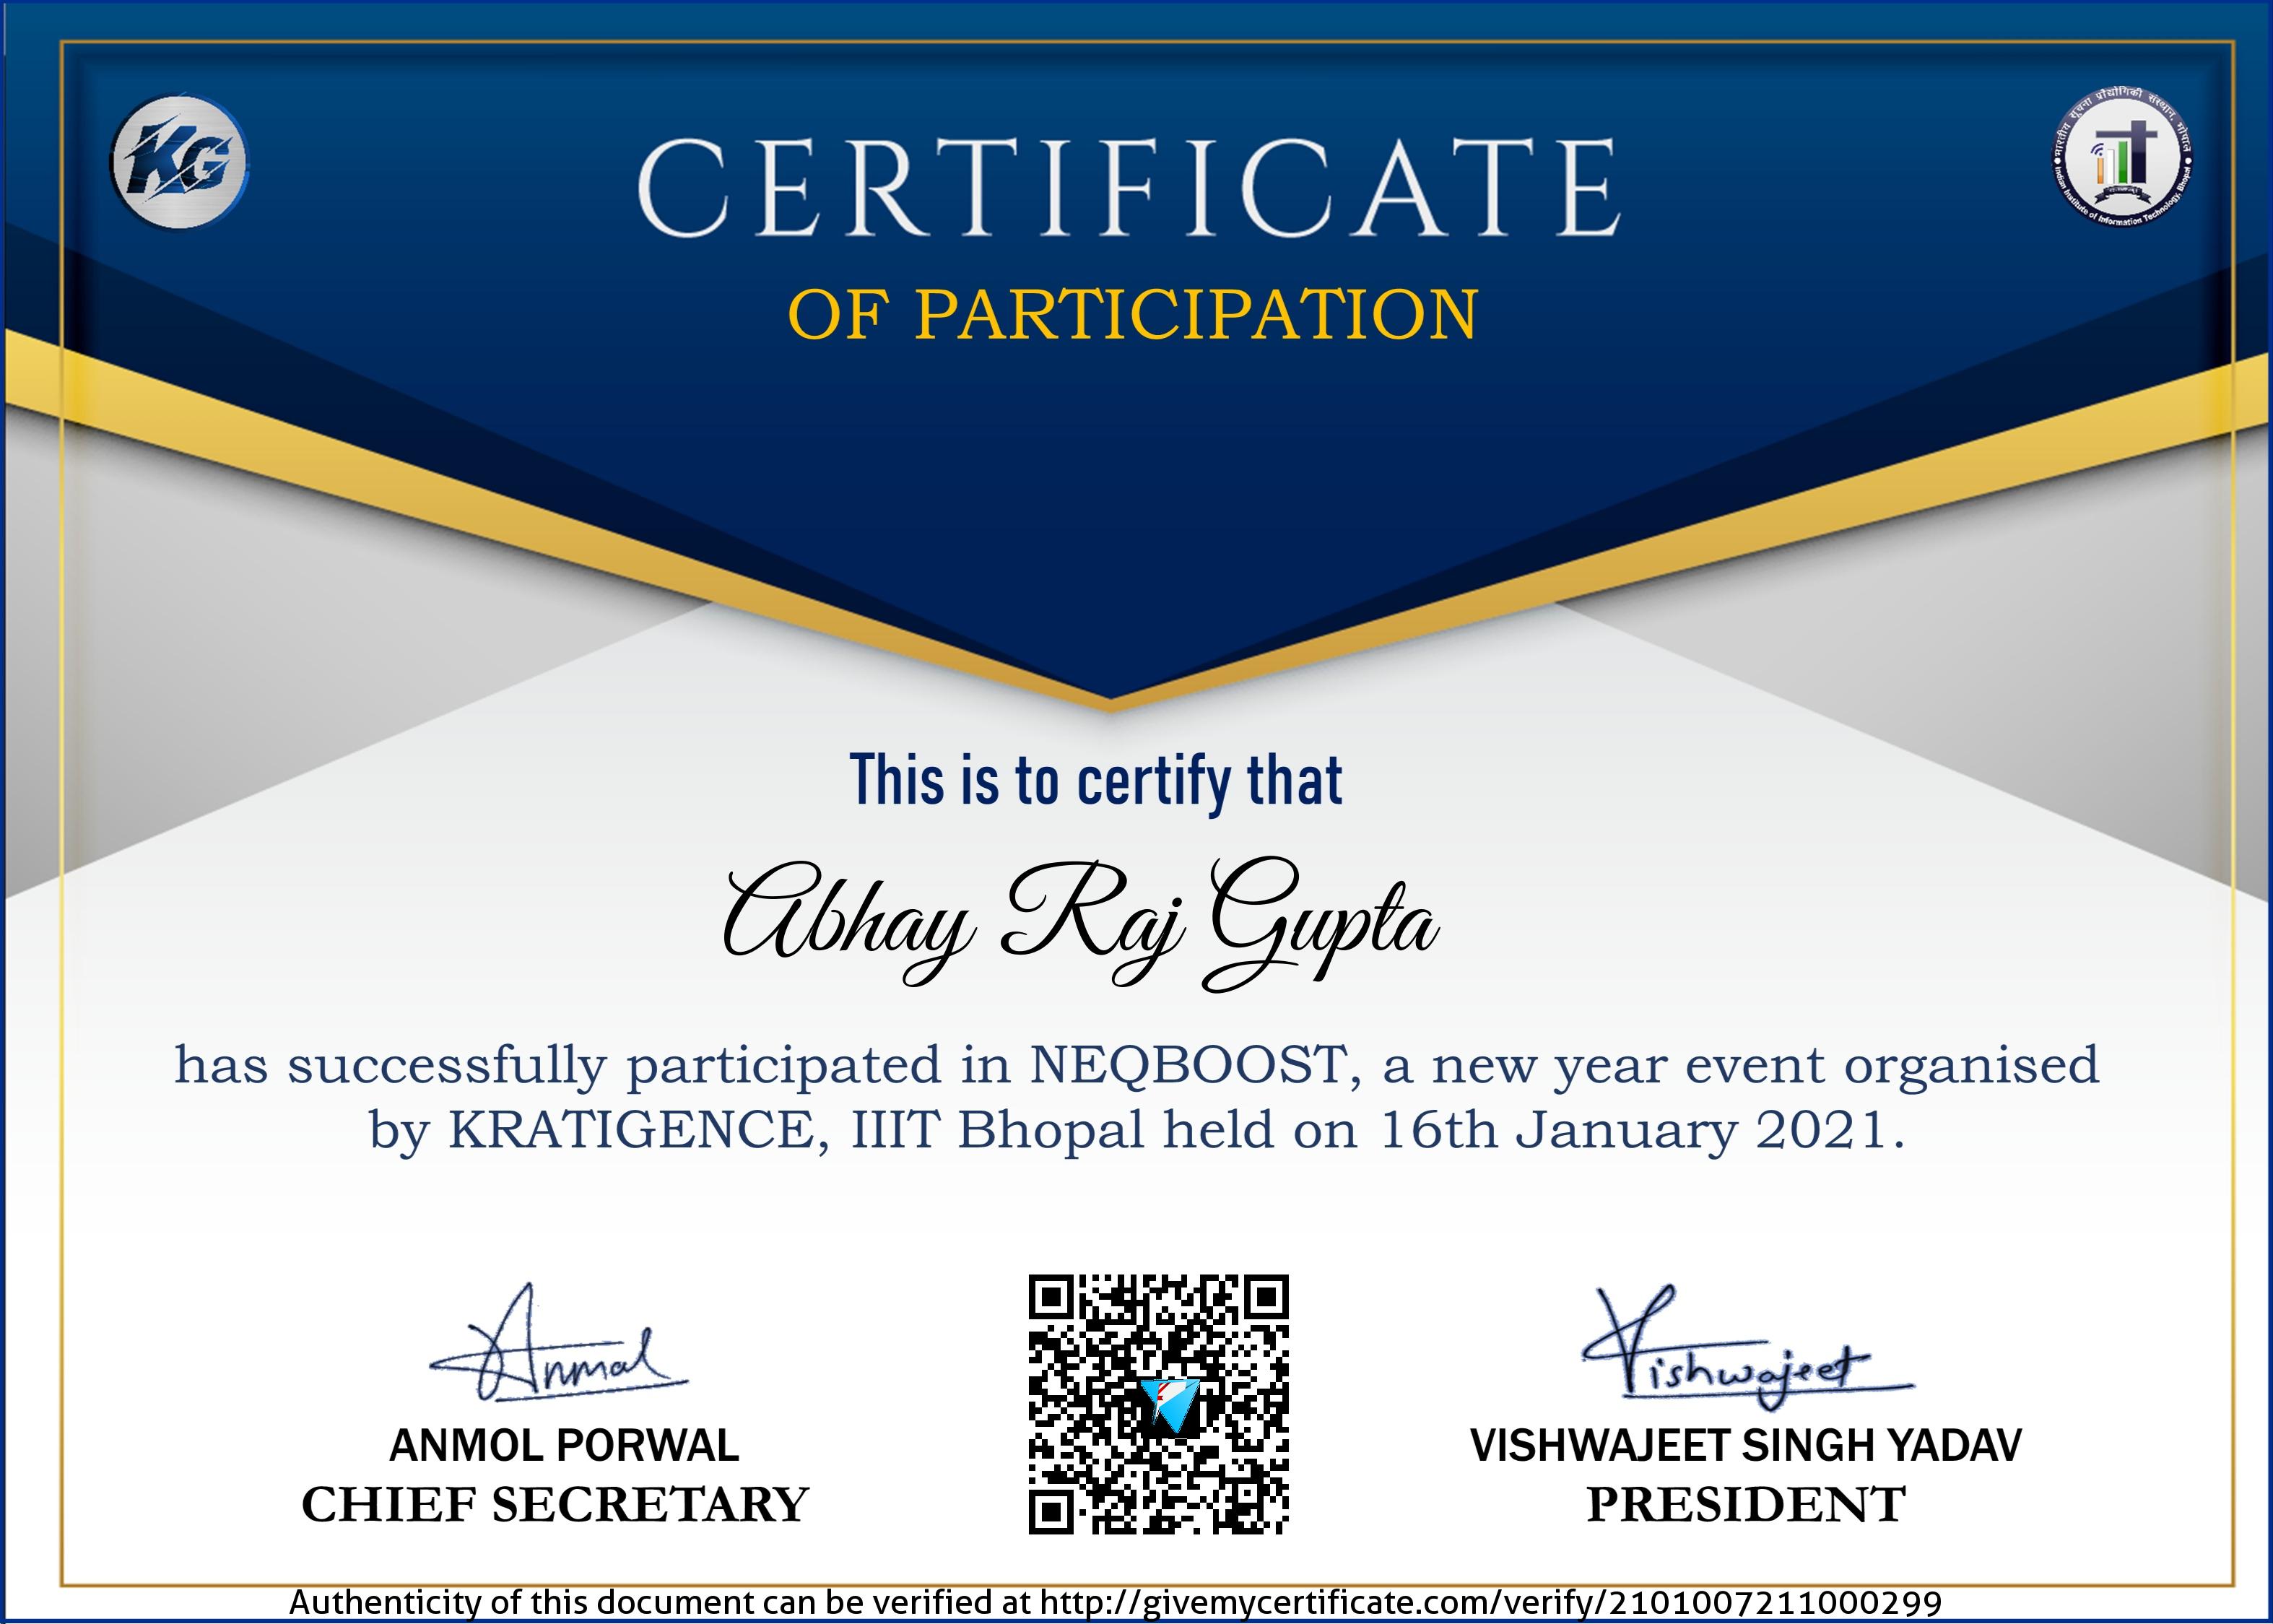 KG
भारतीय सूचना प्रौद्योगिकी संस्थान, भोपाल
Indian Institute of Information Technology, Bhopal
CERTIFICATE
OF PARTICIPATION
This is to certify that
Abhay Raj Gupta
has successfully participated in NEQBOOST, a new year event organised
by KRATIGENCE, IIIT Bhopal held on 16th January 2021.
Anmol
Vishwajeet
ANMOL PORWAL
VISHWAJEET SINGH YADAV
CHIEF SECRETARY
PRESIDENT
Authenticity of this document can be verified at http://givemycertificate.com/verify/2101007211000299